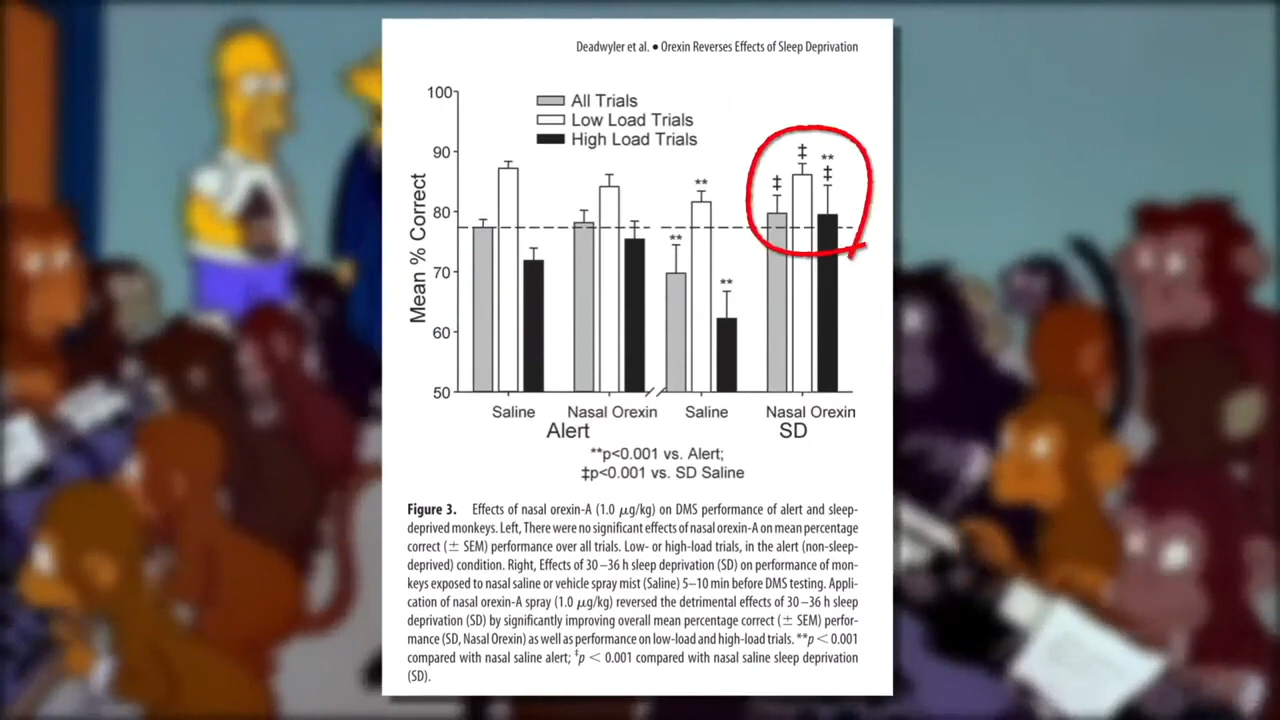 Deadwyler et al. • Orexin Reverses Effects of Sleep Deprivation
100
90
80
70
60
50
Mean % Correct
All Trials
Low Load Trials
High Load Trials
‡
‡
**
‡
**
**
**
Saline
Nasal Orexin
Saline
Nasal Orexin
Alert
SD
**p<0.001 vs. Alert;
‡p<0.001 vs. SD Saline
Figure 3. Effects of nasal orexin-A (1.0 μg/kg) on DMS performance of alert and sleep-
deprived monkeys. Left, There were no significant effects of nasal orexin-A on mean percentage
correct (± SEM) performance over all trials. Low- or high-load trials, in the alert (non-sleep-
deprived) condition. Right, Effects of 30–36 h sleep deprivation (SD) on performance of mon-
keys exposed to nasal saline or vehicle spray mist (Saline) 5–10 min before DMS testing. Appli-
cation of nasal orexin-A spray (1.0 μg/kg) reversed the detrimental effects of 30–36 h sleep
deprivation (SD) by significantly improving overall mean percentage correct (± SEM) perfor-
mance (SD, Nasal Orexin) as well as performance on low-load and high-load trials. **p < 0.001
compared with nasal saline alert; ‡p < 0.001 compared with nasal saline sleep deprivation
(SD).